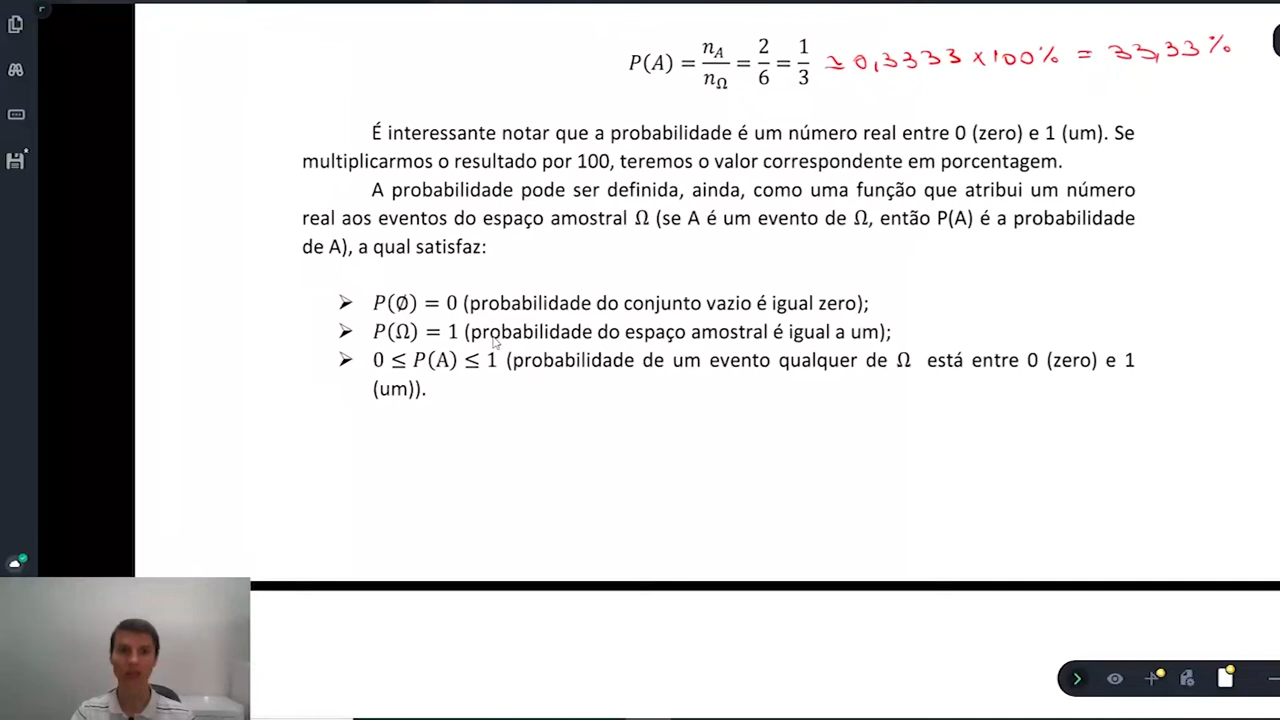 P(A) = n_A / n_Ω = 2/6 = 1/3 ≃ 0,3333 × 100% = 33,33%
É interessante notar que a probabilidade é um número real entre 0 (zero) e 1 (um). Se
multiplicarmos o resultado por 100, teremos o valor correspondente em porcentagem.
A probabilidade pode ser definida, ainda, como uma função que atribui um número
real aos eventos do espaço amostral Ω (se A é um evento de Ω, então P(A) é a probabilidade
de A), a qual satisfaz:
➢ P(∅) = 0 (probabilidade do conjunto vazio é igual zero);
➢ P(Ω) = 1 (probabilidade do espaço amostral é igual a um);
➢ 0 ≤ P(A) ≤ 1 (probabilidade de um evento qualquer de Ω está entre 0 (zero) e 1
(um)).